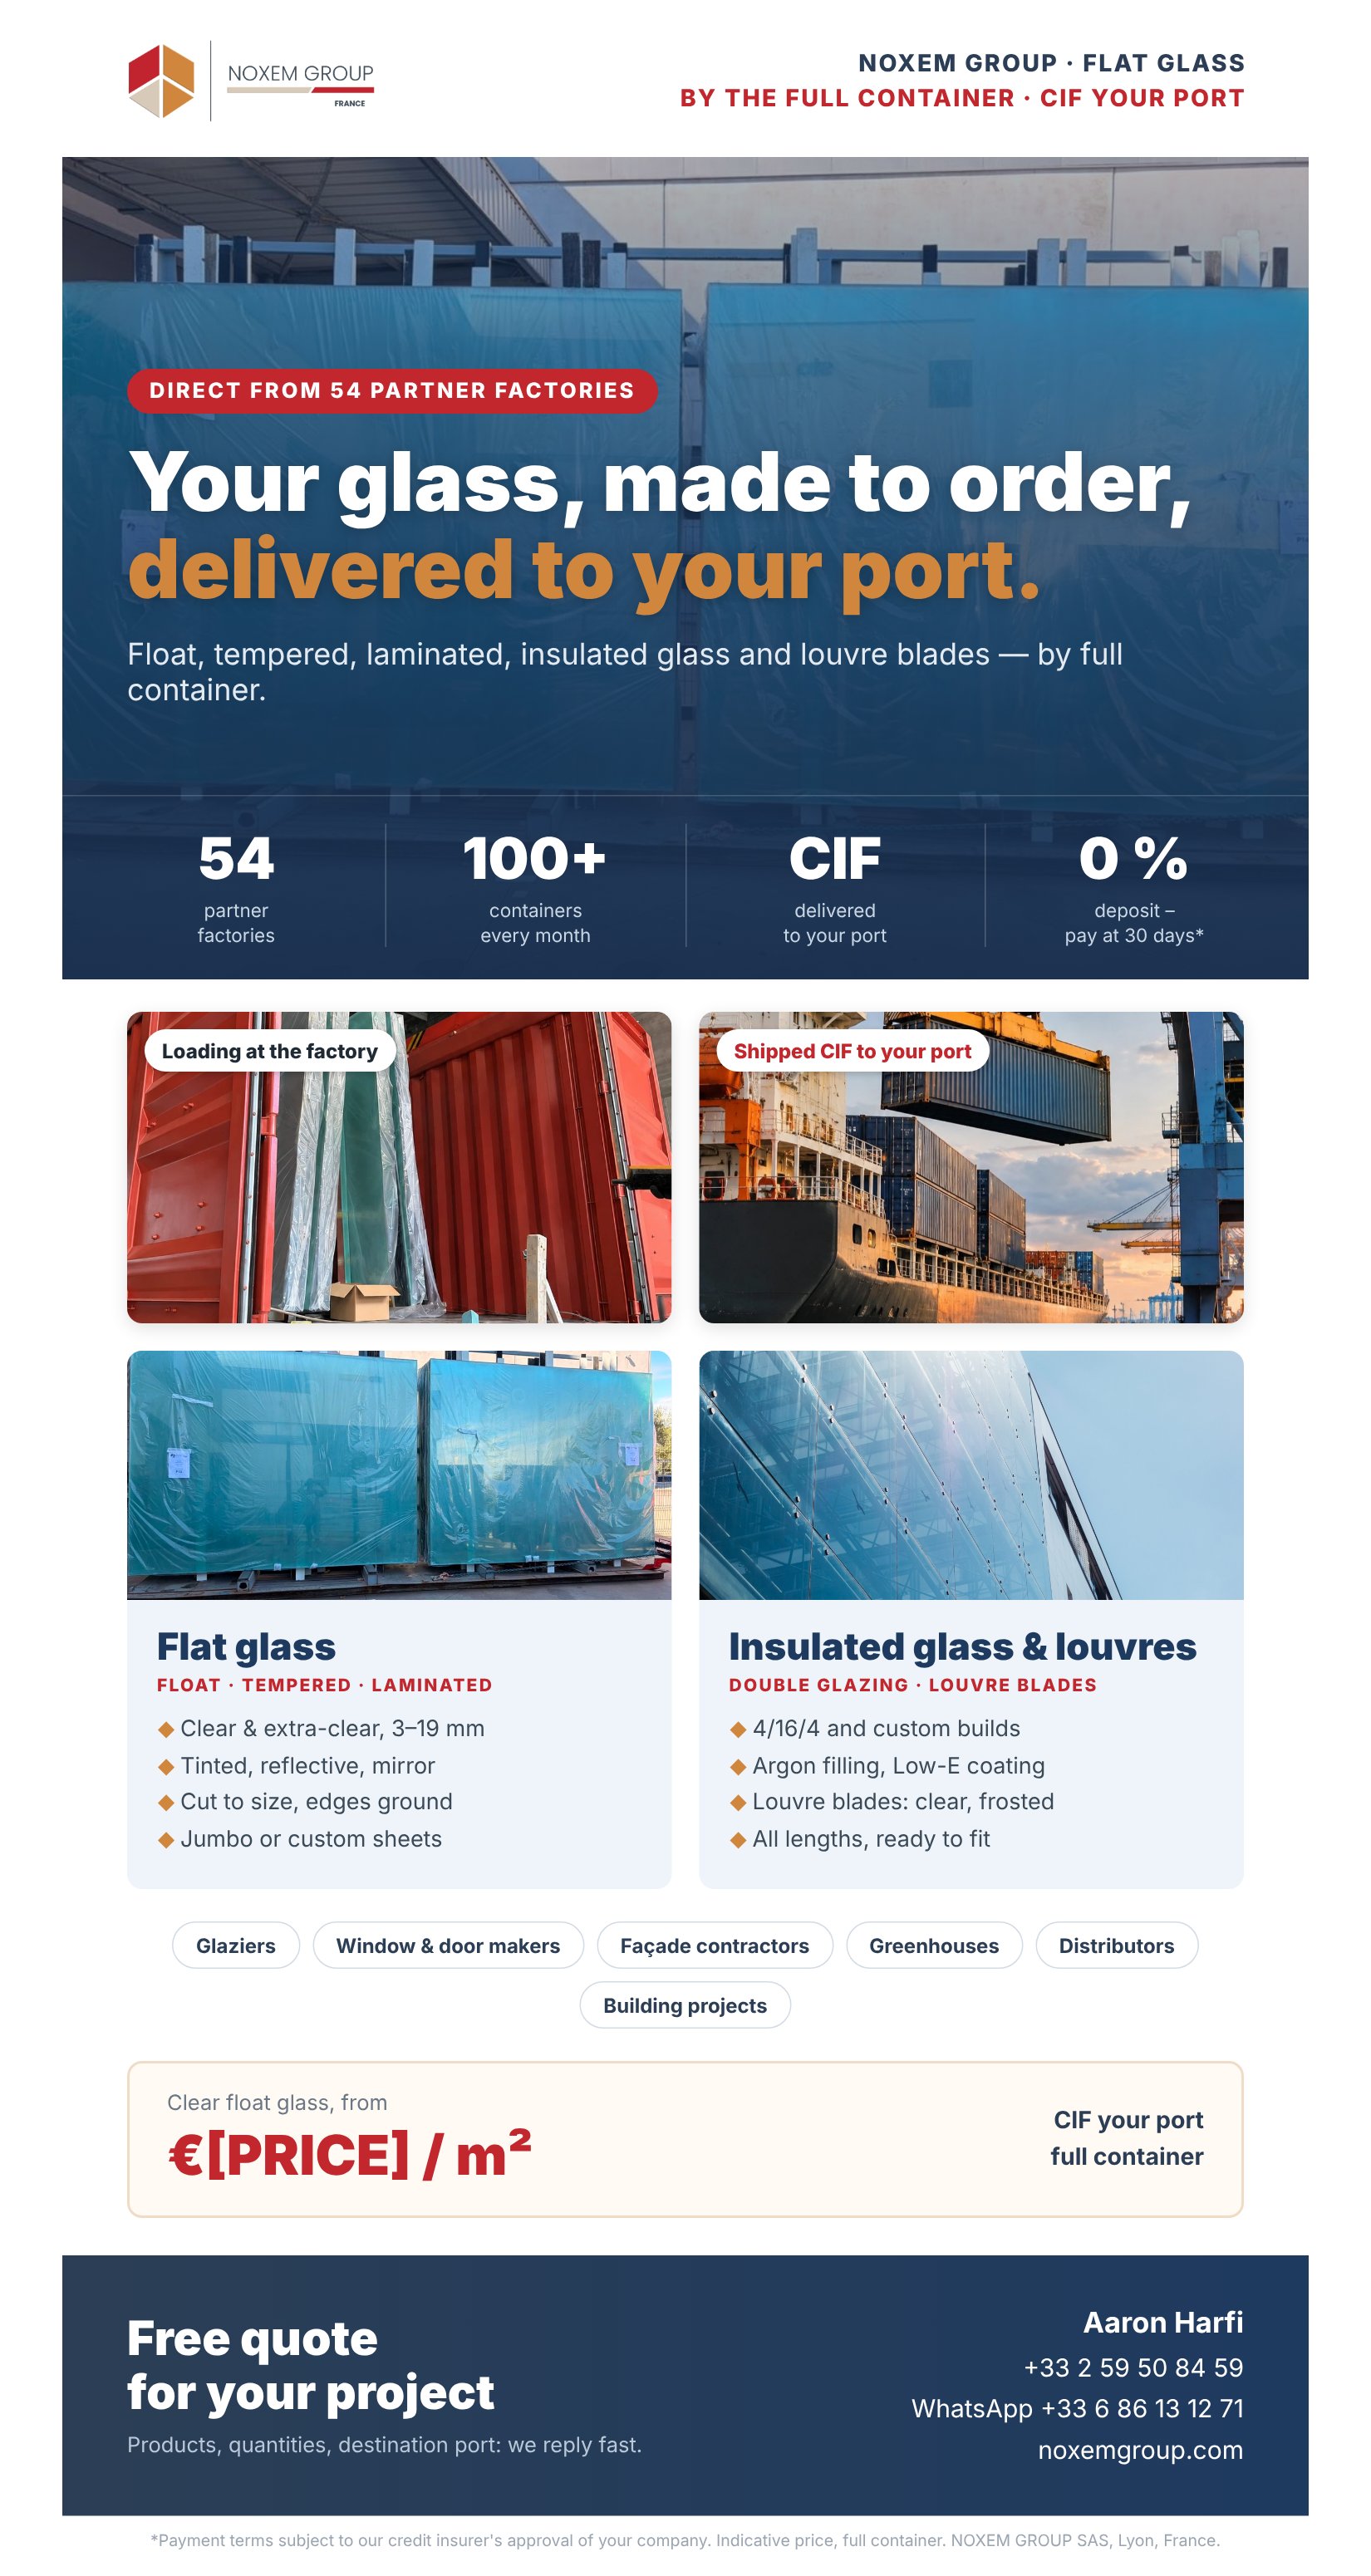 NOXEM GROUP
FRANCE
NOXEM GROUP · FLAT GLASS
BY THE FULL CONTAINER · CIF YOUR PORT
DIRECT FROM 54 PARTNER FACTORIES
Your glass, made to order,
delivered to your port.
Float, tempered, laminated, insulated glass and louvre blades — by full
container.
54
partner
factories
100+
containers
every month
CIF
delivered
to your port
0 %
deposit –
pay at 30 days*
Loading at the factory
Shipped CIF to your port
Flat glass
FLOAT · TEMPERED · LAMINATED
◆ Clear & extra-clear, 3–19 mm
◆ Tinted, reflective, mirror
◆ Cut to size, edges ground
◆ Jumbo or custom sheets
Insulated glass & louvres
DOUBLE GLAZING · LOUVRE BLADES
◆ 4/16/4 and custom builds
◆ Argon filling, Low-E coating
◆ Louvre blades: clear, frosted
◆ All lengths, ready to fit
Glaziers
Window & door makers
Façade contractors
Greenhouses
Distributors
Building projects
Clear float glass, from
€[PRICE] / m²
CIF your port
full container
Free quote
for your project
Products, quantities, destination port: we reply fast.
Aaron Harfi
+33 2 59 50 84 59
WhatsApp +33 6 86 13 12 71
noxemgroup.com
*Payment terms subject to our credit insurer's approval of your company. Indicative price, full container. NOXEM GROUP SAS, Lyon, France.